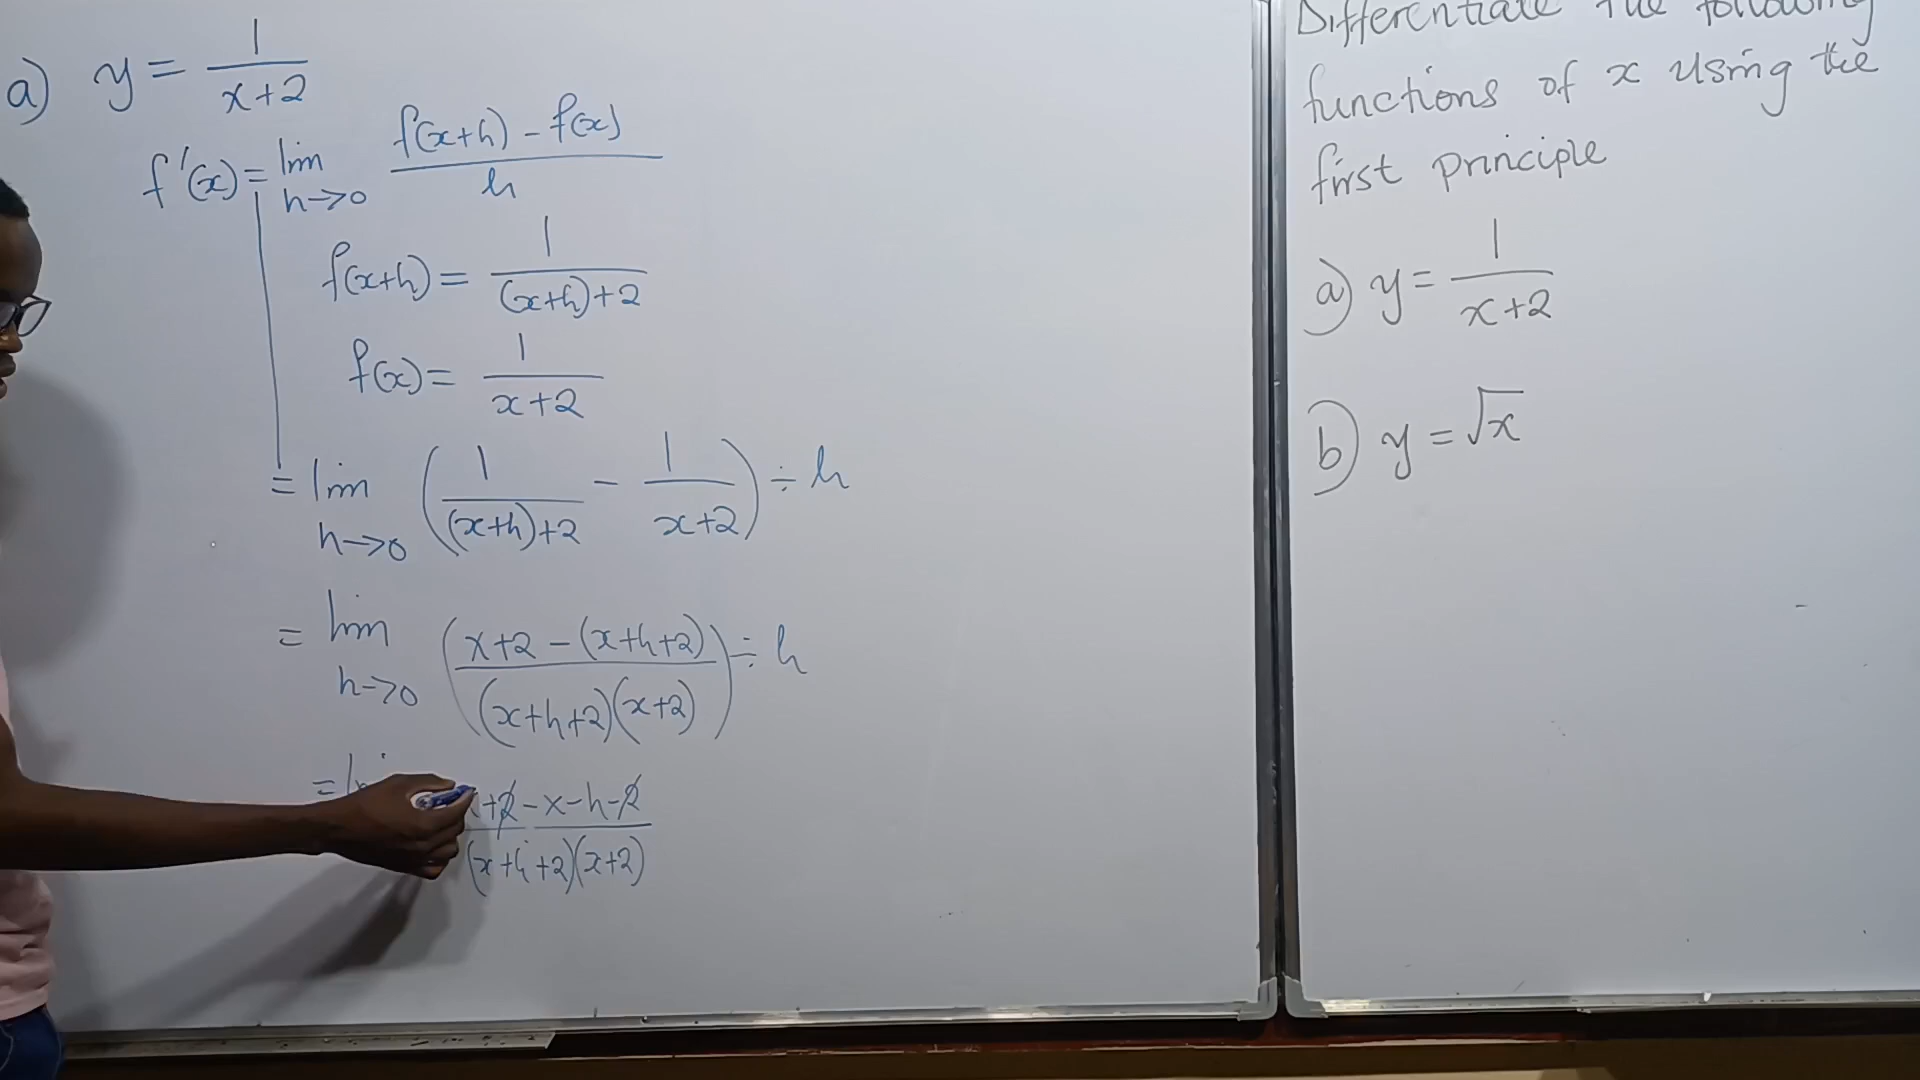 a) y = 1/(x+2)
f'(x) = lim h→0 (f(x+h) - f(x))/h
f(x+h) = 1/((x+h)+2)
f(x) = 1/(x+2)
= lim h→0 (1/((x+h)+2) - 1/(x+2)) ÷ h
= lim h→0 ((x+2-(x+h+2))/((x+h+2)(x+2))) ÷ h
= +2-x-h-2/((x+h+2)(x+2))
Differentiate the following
functions of x using the
first principle
a) y = 1/(x+2)
b) y = √x